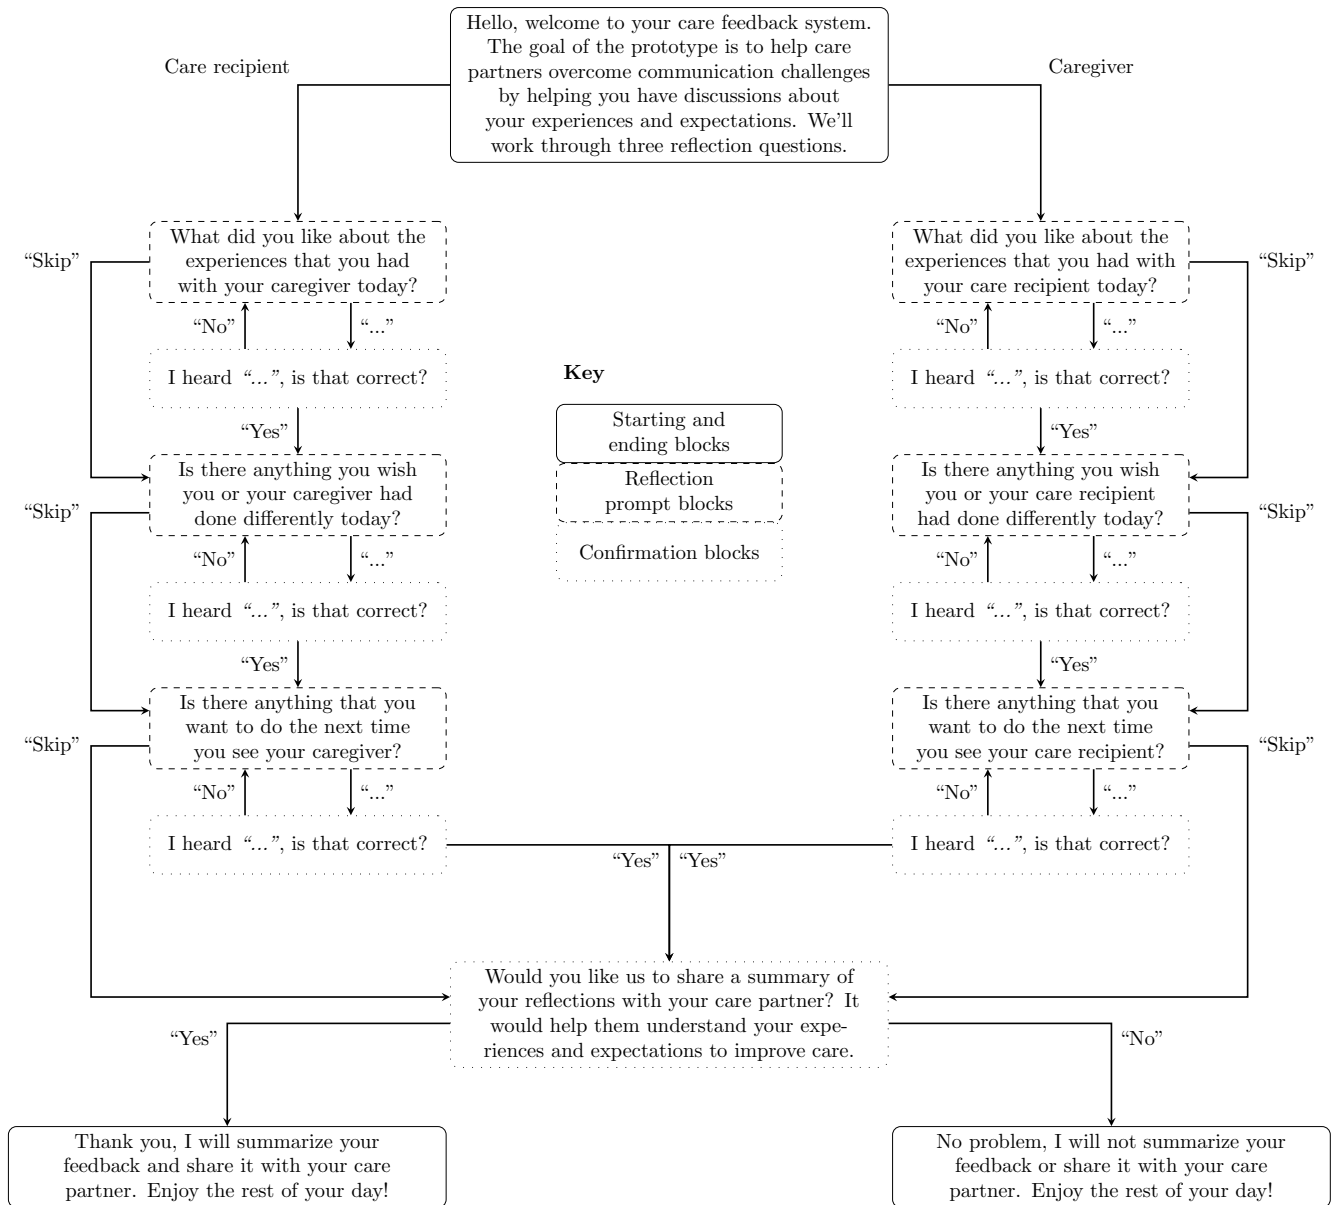 Hello, welcome to your care feedback system.
The goal of the prototype is to help care
partners overcome communication challenges
by helping you have discussions about
your experiences and expectations. We'll
work through three reflection questions.
Care recipient
Caregiver
What did you like about the
experiences that you had
with your caregiver today?
“Skip”
“No”
“...”
I heard “...”, is that correct?
“Yes”
Is there anything you wish
you or your caregiver had
done differently today?
“Skip”
“No”
“...”
I heard “...”, is that correct?
“Yes”
Is there anything that you
want to do the next time
you see your caregiver?
“Skip”
“No”
“...”
I heard “...”, is that correct?
“Yes”
Key
Starting and
ending blocks
Reflection
prompt blocks
Confirmation blocks
What did you like about the
experiences that you had with
your care recipient today?
“Skip”
“No”
“...”
I heard “...”, is that correct?
“Yes”
Is there anything you wish
you or your care recipient
had done differently today?
“Skip”
“No”
“...”
I heard “...”, is that correct?
“Yes”
Is there anything that you
want to do the next time
you see your care recipient?
“Skip”
“No”
“...”
I heard “...”, is that correct?
“Yes”
Would you like us to share a summary of
your reflections with your care partner? It
would help them understand your expe-
riences and expectations to improve care.
“Yes”
“No”
Thank you, I will summarize your
feedback and share it with your care
partner. Enjoy the rest of your day!
No problem, I will not summarize your
feedback or share it with your care
partner. Enjoy the rest of your day!